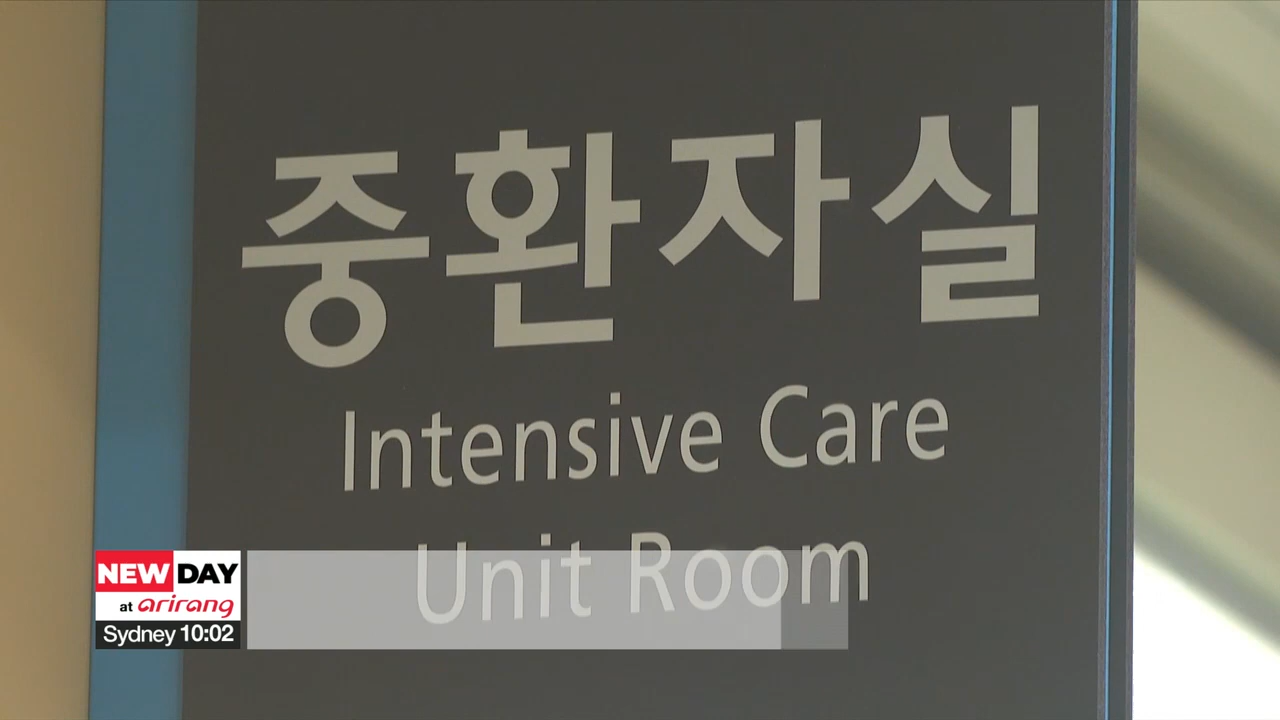 중환자실
Intensive Care
Unit Room
NEW DAY
at arirang
Sydney 10:02